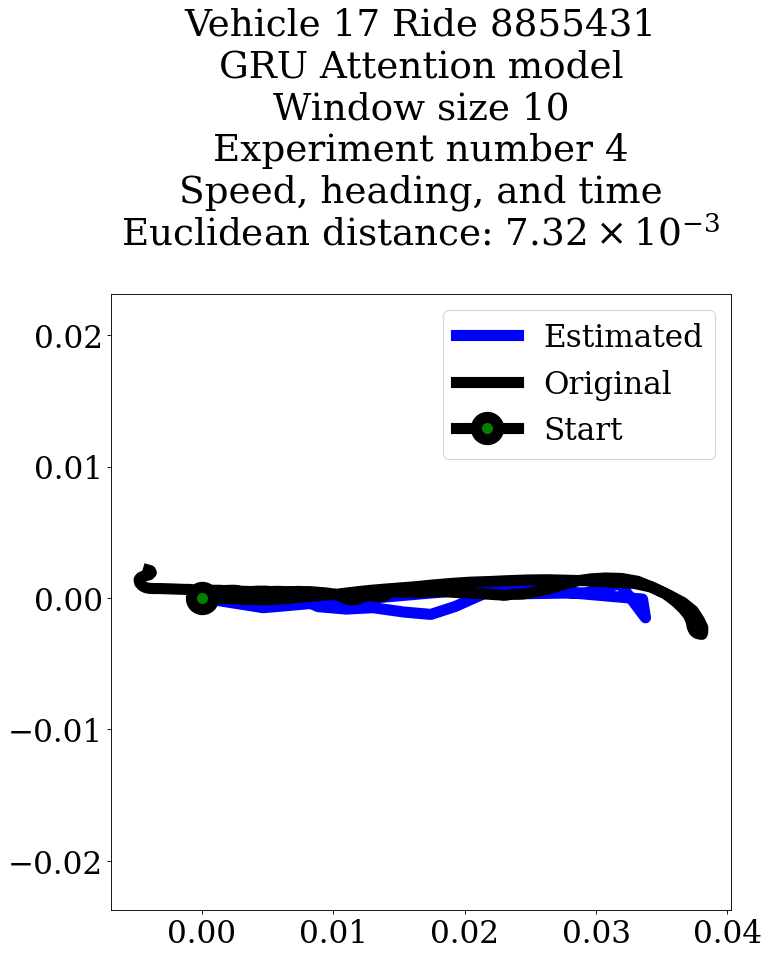 Vehicle 17 Ride 8855431
GRU Attention model
Window size 10
Experiment number 4
Speed, heading, and time
Euclidean distance: 7.32 × 10⁻³
Estimated
Original
Start
0.02
0.01
0.00
−0.01
−0.02
0.00 0.01 0.02 0.03 0.04